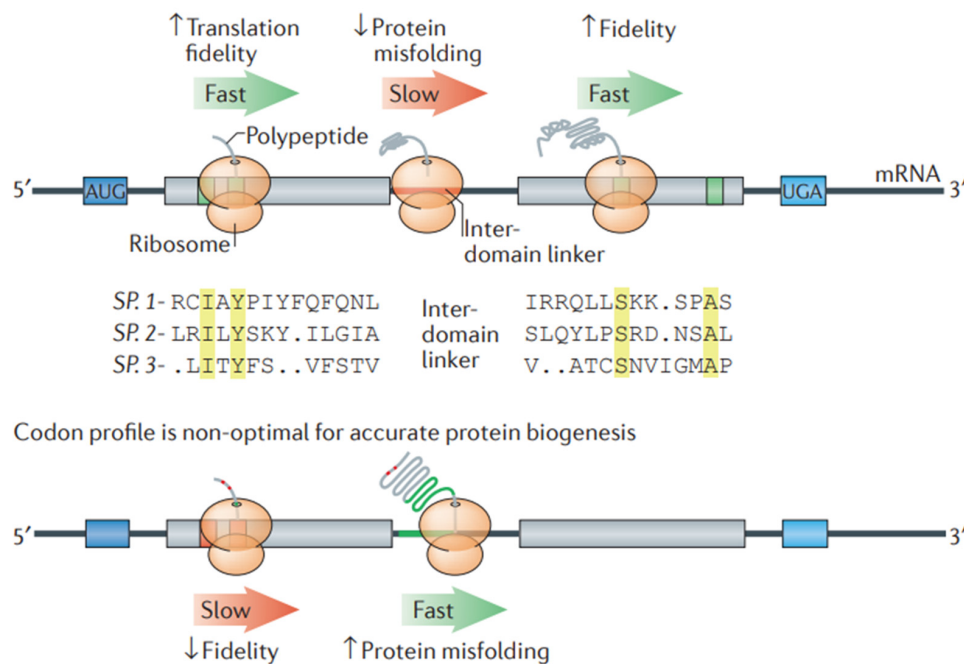 ↑Translation fidelity
↓Protein misfolding
↑Fidelity
Fast
Slow
Fast
Polypeptide
5′
AUG
UGA
mRNA
3′
Ribosome
Inter-domain linker
SP. 1- RCIAYPIYFQFQNL
SP. 2- LRILYSKY.ILGIA
SP. 3- .LITYFS..VFSTV
Inter-
domain
linker
IRRQLLSKK.SPAS
SLQYLPSRD.NSAL
V..ATCSNVIGMAP
Codon profile is non-optimal for accurate protein biogenesis
5′
3′
Slow
Fast
↓Fidelity
↑Protein misfolding